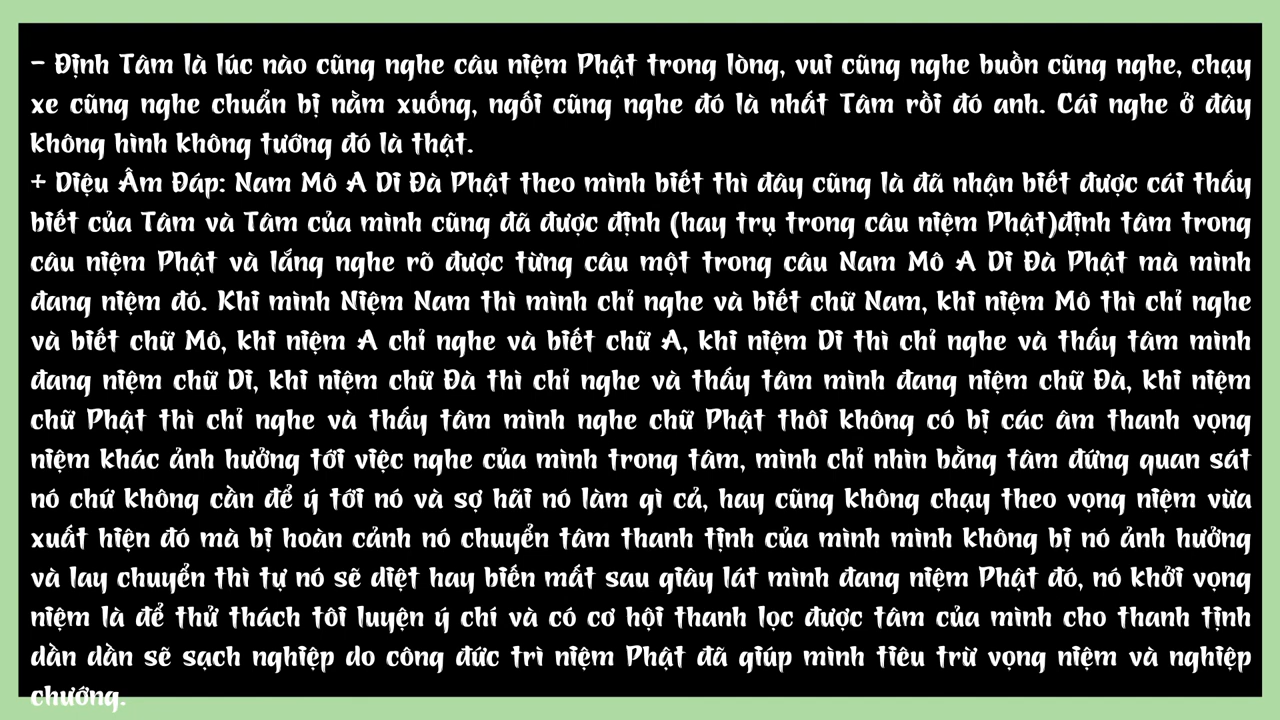 – Định Tâm là lúc nào cũng nghe câu niệm Phật trong lòng, vui cũng nghe buồn cũng nghe, chạy
xe cũng nghe chuẩn bị nằm xuống, ngối cũng nghe đó là nhất Tâm rồi đó anh. Cái nghe ở đây
không hình không tướng đó là thật.
+ Diệu Âm Đáp: Nam Mô A Di Đà Phật theo mình biết thì đây cũng là đã nhận biết được cái thấy
biết của Tâm và Tâm của mình cũng đã được định (hay trụ trong câu niệm Phật)định tâm trong
câu niệm Phật và lắng nghe rõ được từng câu một trong câu Nam Mô A Di Đà Phật mà mình
đang niệm đó. Khi mình Niệm Nam thì mình chỉ nghe và biết chữ Nam, khi niệm Mô thì chỉ nghe
và biết chữ Mô, khi niệm A chỉ nghe và biết chữ A, khi niệm Di thì chỉ nghe và thấy tâm mình
đang niệm chữ Di, khi niệm chữ Đà thì chỉ nghe và thấy tâm mình đang niệm chữ Đà, khi niệm
chữ Phật thì chỉ nghe và thấy tâm mình nghe chữ Phật thôi không có bị các âm thanh vọng
niệm khác ảnh hưởng tới việc nghe của mình trong tâm, mình chỉ nhìn bằng tâm đứng quan sát
nó chứ không cần để ý tới nó và sợ hãi nó làm gì cả, hay cũng không chạy theo vọng niệm vừa
xuất hiện đó mà bị hoàn cảnh nó chuyển tâm thanh tịnh của mình mình không bị nó ảnh hưởng
và lay chuyển thì tự nó sẽ diệt hay biến mất sau giây lát mình đang niệm Phật đó, nó khởi vọng
niệm là để thử thách tôi luyện ý chí và có cơ hội thanh lọc được tâm của mình cho thanh tịnh
dần dần sẽ sạch nghiệp do công đức trì niệm Phật đã giúp mình tiêu trừ vọng niệm và nghiệp
chướng.